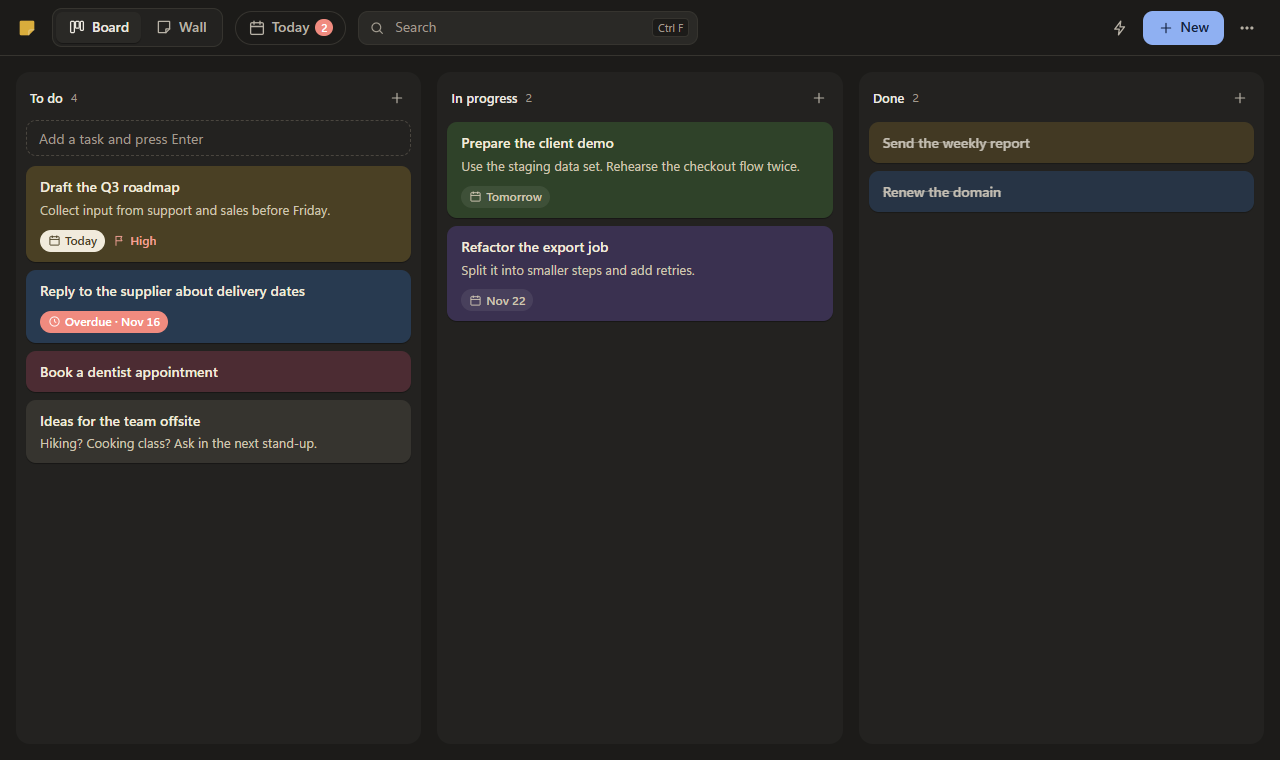 Board
Wall
Today 2
Search
Ctrl F
New
To do 4
Add a task and press Enter
Draft the Q3 roadmap
Collect input from support and sales before Friday.
Today
High
Reply to the supplier about delivery dates
Overdue · Nov 16
Book a dentist appointment
Ideas for the team offsite
Hiking? Cooking class? Ask in the next stand-up.
In progress 2
Prepare the client demo
Use the staging data set. Rehearse the checkout flow twice.
Tomorrow
Refactor the export job
Split it into smaller steps and add retries.
Nov 22
Done 2
Send the weekly report
Renew the domain